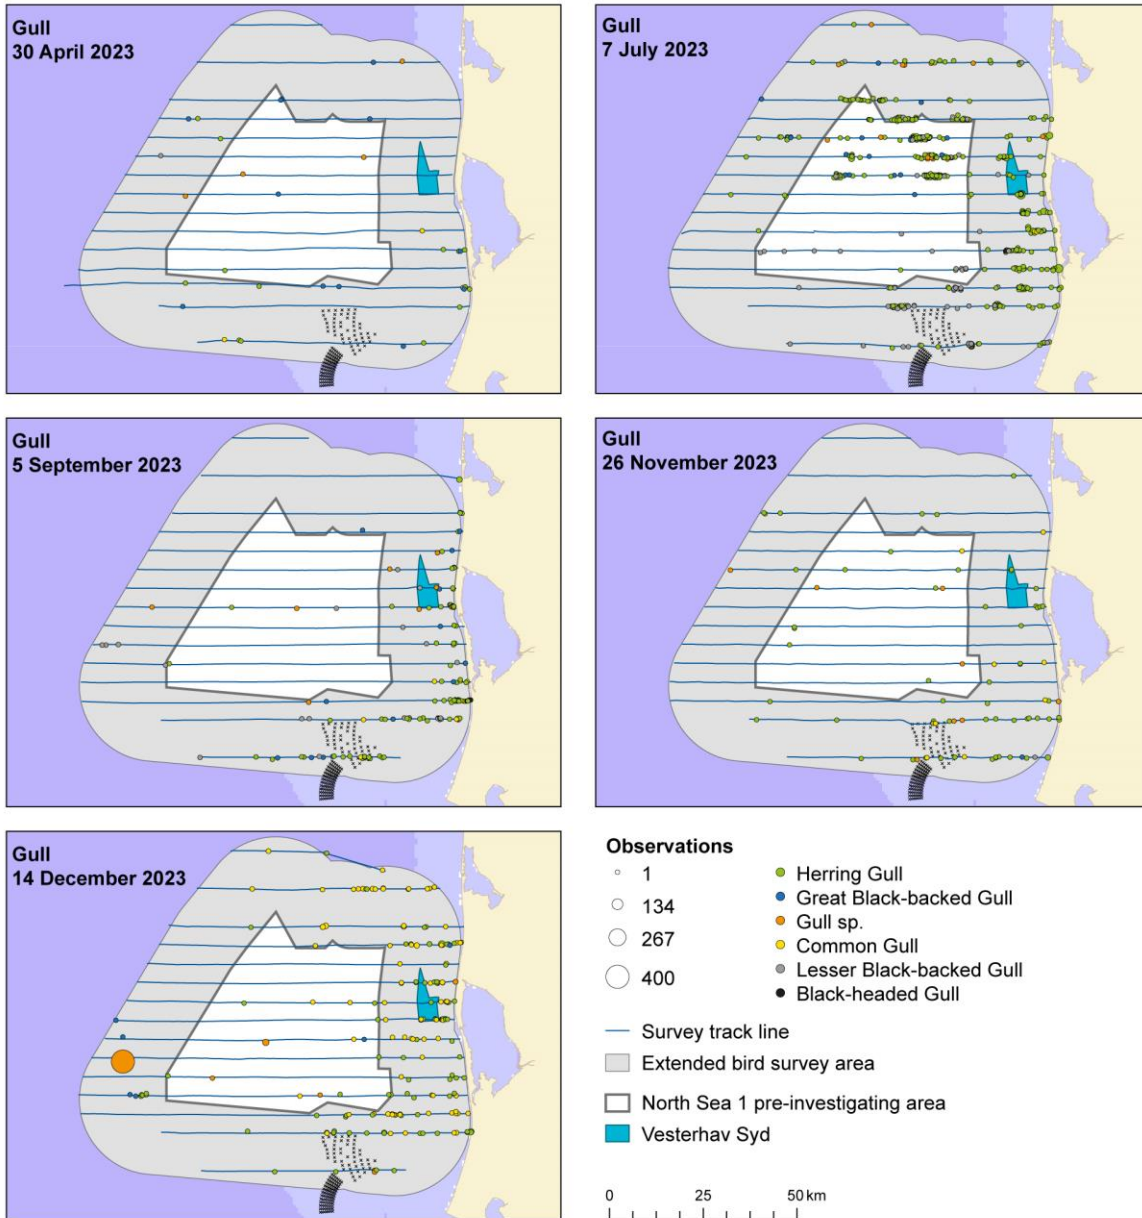 Gull
30 April 2023
Gull
7 July 2023
Gull
5 September 2023
Gull
26 November 2023
Gull
14 December 2023
Observations
1
134
267
400
Herring Gull
Great Black-backed Gull
Gull sp.
Common Gull
Lesser Black-backed Gull
Black-headed Gull
Survey track line
Extended bird survey area
North Sea 1 pre-investigating area
Vesterhav Syd
0 25 50 km